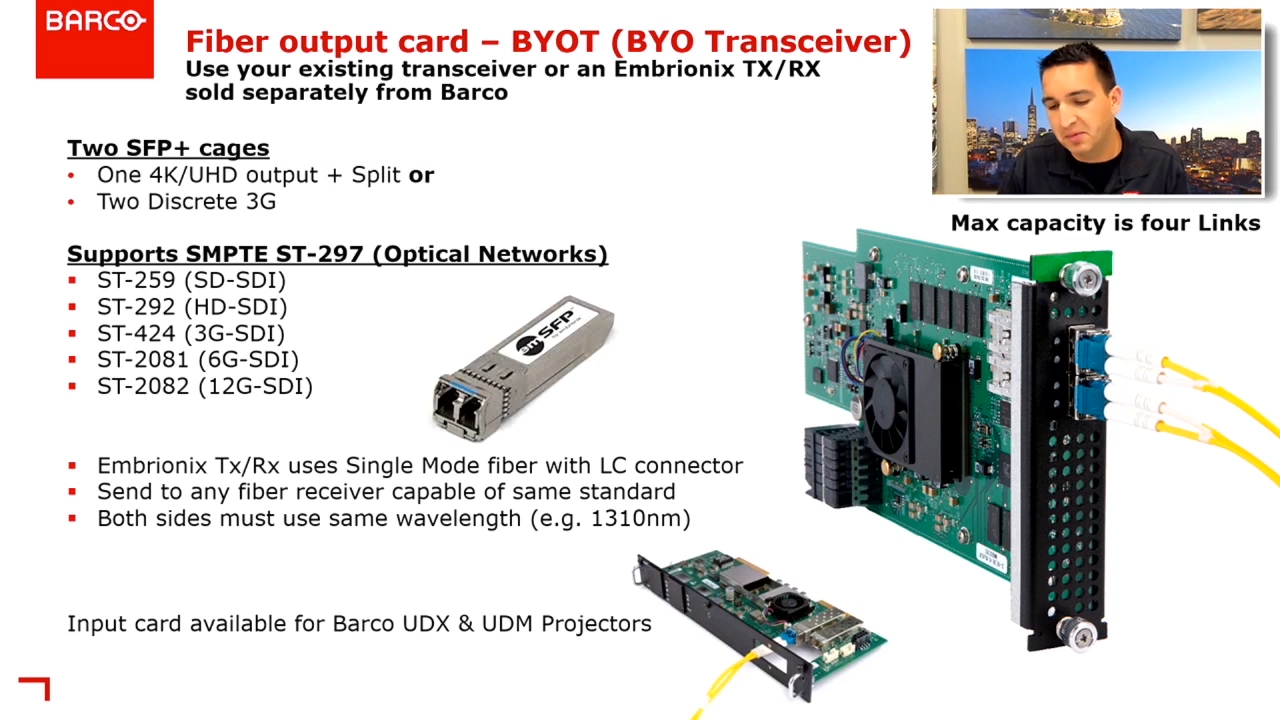 BARCO
Fiber output card – BYOT (BYO Transceiver)
Use your existing transceiver or an Embrionix TX/RX
sold separately from Barco
Two SFP+ cages
• One 4K/UHD output + Split or
• Two Discrete 3G
Max capacity is four Links
Supports SMPTE ST-297 (Optical Networks)
▪ ST-259 (SD-SDI)
▪ ST-292 (HD-SDI)
▪ ST-424 (3G-SDI)
▪ ST-2081 (6G-SDI)
▪ ST-2082 (12G-SDI)
SFP
▪ Embrionix Tx/Rx uses Single Mode fiber with LC connector
▪ Send to any fiber receiver capable of same standard
▪ Both sides must use same wavelength (e.g. 1310nm)
Input card available for Barco UDX & UDM Projectors